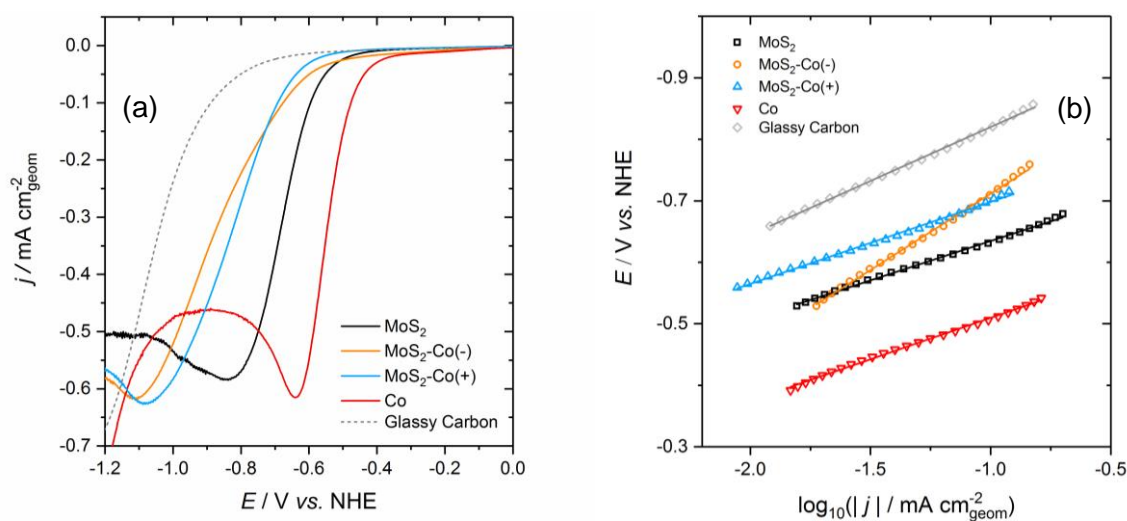 (a)
0.0
-0.1
-0.2
-0.3
-0.4
-0.5
-0.6
-0.7
j / mA cm⁻²geom
MoS₂
MoS₂-Co(-)
MoS₂-Co(+)
Co
Glassy Carbon
-1.2 -1.0 -0.8 -0.6 -0.4 -0.2 0.0
E / V vs. NHE
(b)
MoS₂
MoS₂-Co(-)
MoS₂-Co(+)
Co
Glassy Carbon
-0.9
-0.7
-0.5
-0.3
E / V vs. NHE
-2.0 -1.5 -1.0 -0.5
log₁₀(| j | / mA cm⁻²geom)